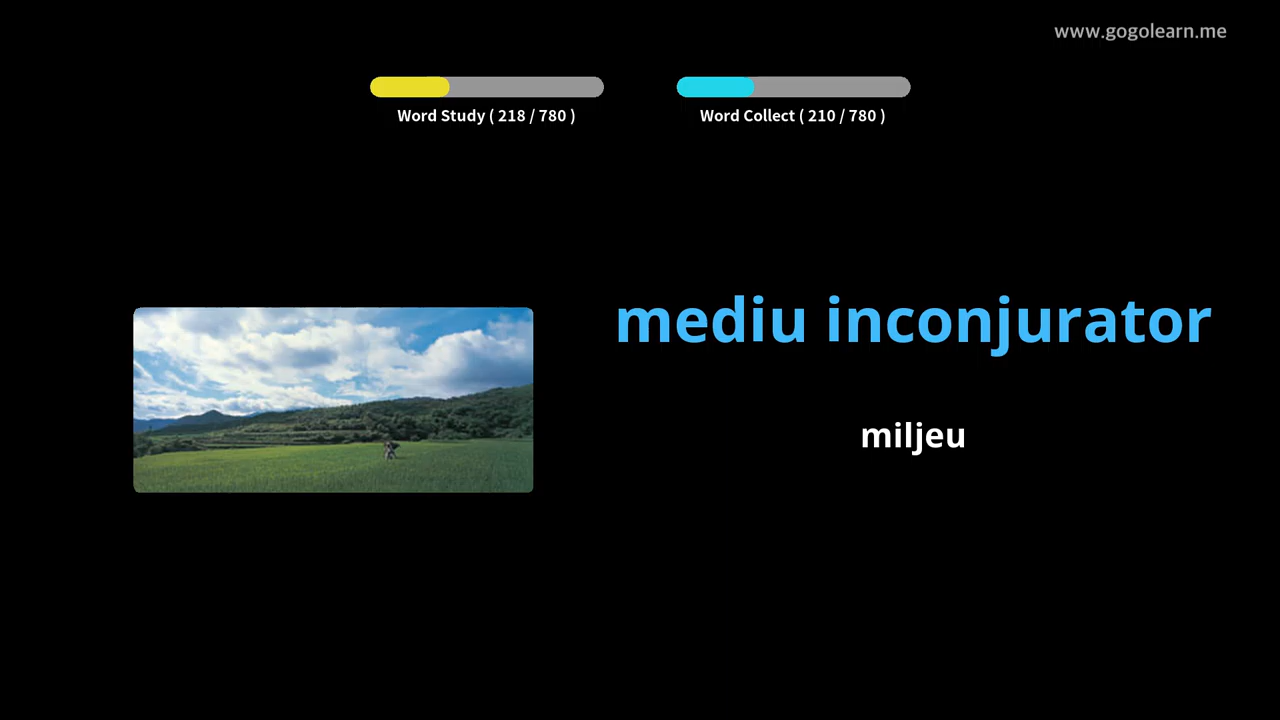 www.gogolearn.me
Word Study ( 218 / 780 )
Word Collect ( 210 / 780 )
mediu inconjurator
miljeu